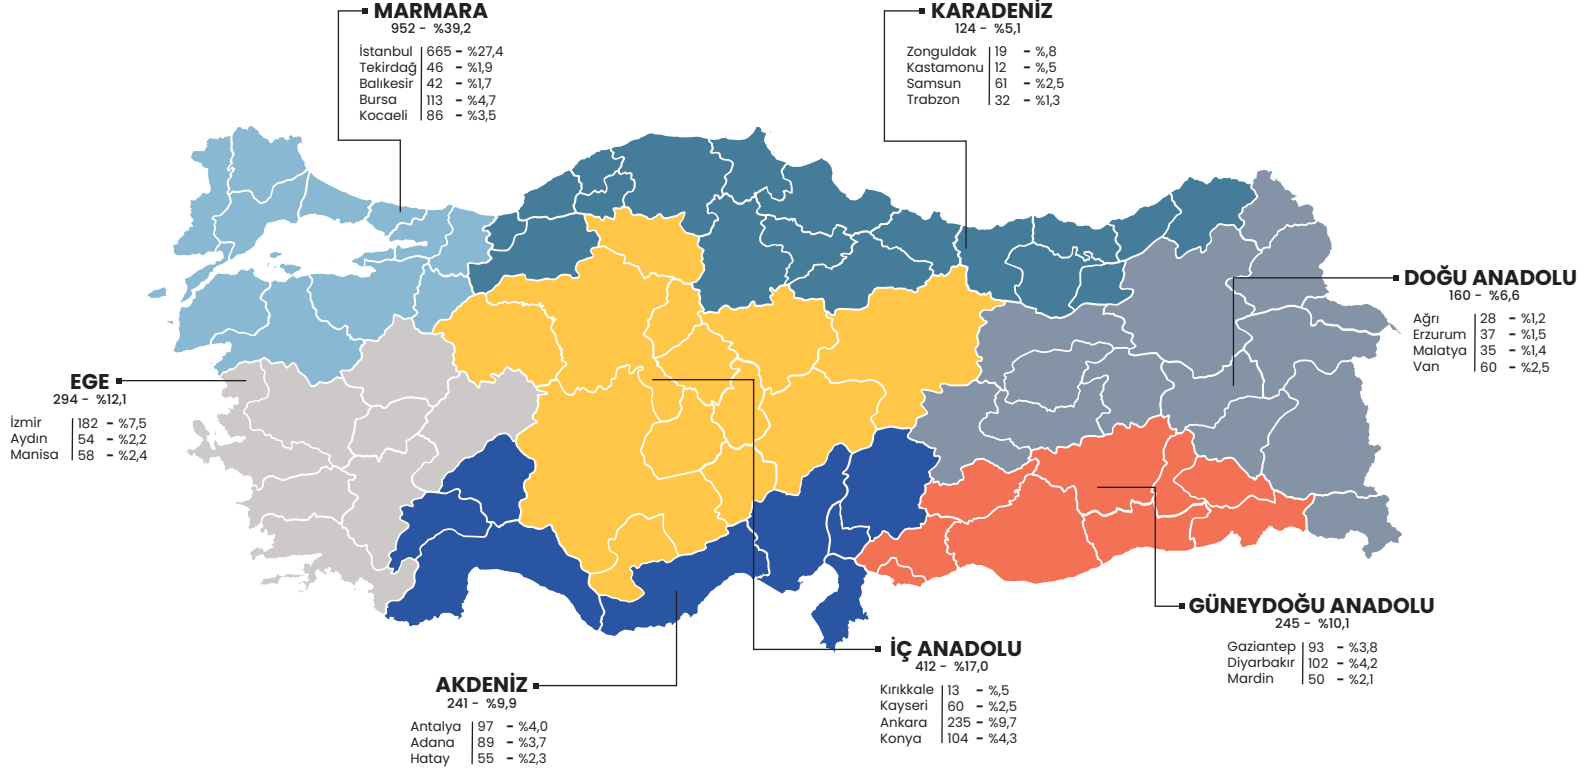 MARMARA
952 - %39,2
İstanbul 665 - %27,4
Tekirdağ 46 - %1,9
Balıkesir 42 - %1,7
Bursa 113 - %4,7
Kocaeli 86 - %3,5
KARADENİZ
124 - %5,1
Zonguldak 19 - %,8
Kastamonu 12 - %,5
Samsun 61 - %2,5
Trabzon 32 - %1,3
DOĞU ANADOLU
160 - %6,6
Ağrı 28 - %1,2
Erzurum 37 - %1,5
Malatya 35 - %1,4
Van 60 - %2,5
EGE
294 - %12,1
İzmir 182 - %7,5
Aydın 54 - %2,2
Manisa 58 - %2,4
GÜNEYDOĞU ANADOLU
245 - %10,1
Gaziantep 93 - %3,8
Diyarbakır 102 - %4,2
Mardin 50 - %2,1
İÇ ANADOLU
412 - %17,0
Kırıkkale 13 - %,5
Kayseri 60 - %2,5
Ankara 235 - %9,7
Konya 104 - %4,3
AKDENİZ
241 - %9,9
Antalya 97 - %4,0
Adana 89 - %3,7
Hatay 55 - %2,3